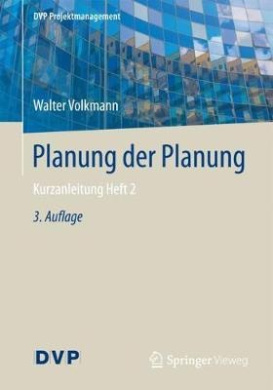 DVP Projektmanagement
Walter Volkmann
Planung der Planung
Kurzanleitung Heft 2
3. Auflage
DVP
Springer Vieweg